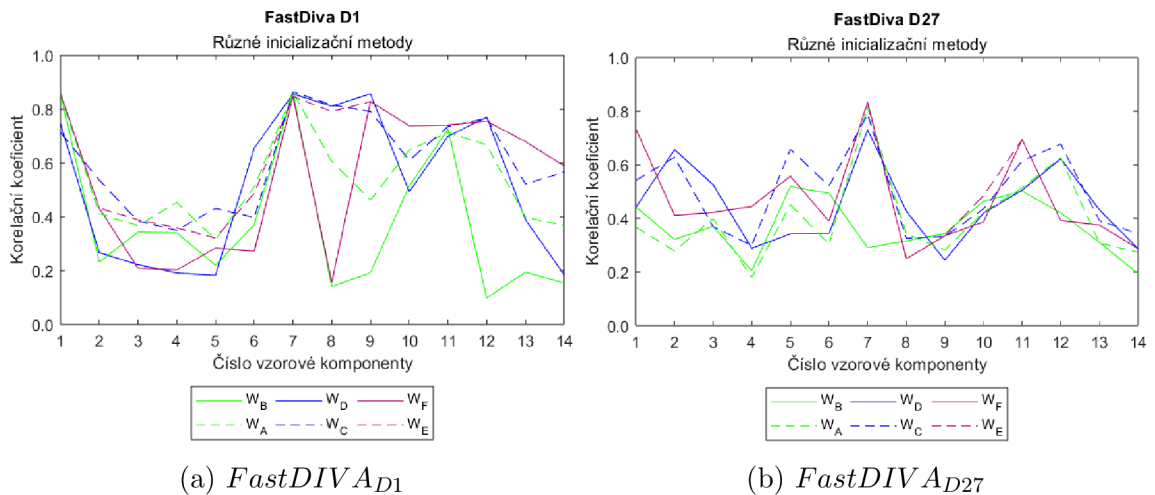 FastDiva D1
Různé inicializační metody
Korelační koeficient
1.0
0.8
0.6
0.4
0.2
0.0
1 2 3 4 5 6 7 8 9 10 11 12 13 14
Číslo vzorové komponenty
W_B W_D W_F
W_A W_C W_E
(a) FastDIVA_D1
FastDiva D27
Různé inicializační metody
Korelační koeficient
1.0
0.8
0.6
0.4
0.2
0.0
1 2 3 4 5 6 7 8 9 10 11 12 13 14
Číslo vzorové komponenty
W_B W_D W_F
W_A W_C W_E
(b) FastDIVA_D27